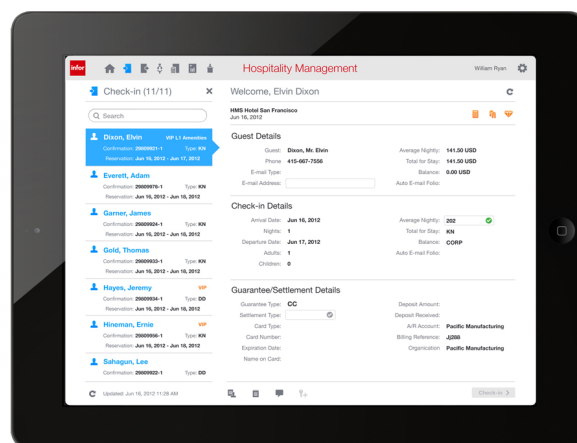 infor
Hospitality Management
William Ryan
Check-in (11/11)
Search
Dixon, Elvin VIP L1 Amenties
Confirmation: 29809921-1 Type: KN
Reservation: Jun 16, 2012 - Jun 17, 2012
Everett, Adam
Confirmation: 29809976-1 Type: KN
Reservation: Jun 16, 2012 - Jun 18, 2012
Garner, James
Confirmation: 29809924-1 Type: KN
Reservation: Jun 16, 2012 - Jun 18, 2012
Gold, Thomas
Confirmation: 29809933-1 Type: KN
Reservation: Jun 16, 2012 - Jun 18, 2012
Hayes, Jeremy VIP
Confirmation: 29809934-1 Type: DD
Reservation: Jun 16, 2012 - Jun 18, 2012
Hineman, Ernie VIP
Confirmation: 29809956-1 Type: KN
Reservation: Jun 16, 2012 - Jun 18, 2012
Sahagun, Lee
Confirmation: 29809922-1 Type: DD
Updated: Jun 16, 2012 11:28 AM
Welcome, Elvin Dixon
HMS Hotel San Francisco
Jun 16, 2012
Guest Details
Guest: Dixon, Mr. Elvin Average Nightly: 141.50 USD
Phone 415-667-7556 Total for Stay: 141.50 USD
E-mail Type: Balance: 0.00 USD
E-mail Address: Auto E-mail Folio:
Check-in Details
Arrival Date: Jun 16, 2012 Average Nightly: 202
Nights: 1 Total for Stay: KN
Departure Date: Jun 17, 2012 Balance: CORP
Adults: 1 Auto E-mail Folio:
Children: 0
Guarantee/Settlement Details
Guarantee Type: CC Deposit Amount:
Settlement Type: Deposit Received:
Card Type: A/R Account: Pacific Manufacturing
Card Number: Billing Reference: Jj288
Expiration Date: Organization Pacific Manufacturing
Name on Card:
Check-in